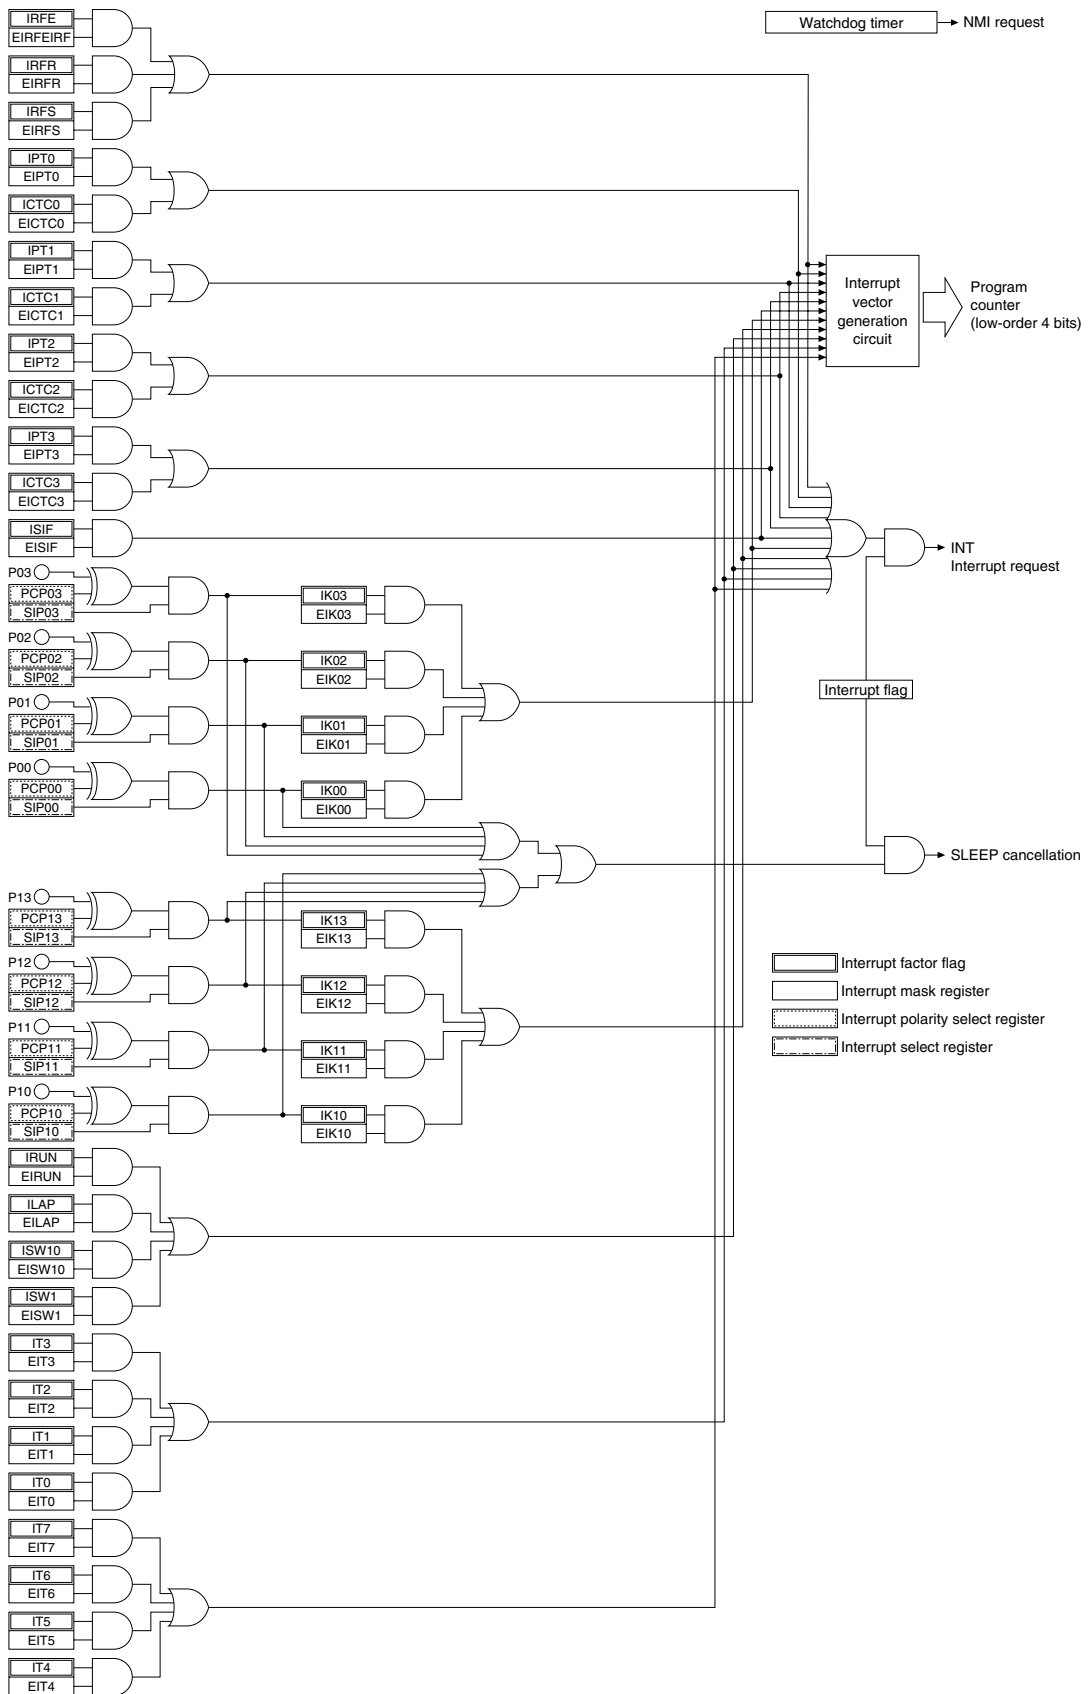 IRFE
EIRFEIRF
Watchdog timer
NMI request
IRFR
EIRFR
IRFS
EIRFS
IPT0
EIPT0
ICTC0
EICTC0
IPT1
EIPT1
ICTC1
EICTC1
Interrupt
vector
generation
circuit
Program
counter
(low-order 4 bits)
IPT2
EIPT2
ICTC2
EICTC2
IPT3
EIPT3
ICTC3
EICTC3
ISIF
EISIF
INT
Interrupt request
P03
PCP03
SIP03
IK03
EIK03
P02
PCP02
SIP02
IK02
EIK02
Interrupt flag
P01
PCP01
SIP01
IK01
EIK01
P00
PCP00
SIP00
IK00
EIK00
SLEEP cancellation
P13
PCP13
SIP13
IK13
EIK13
P12
PCP12
SIP12
IK12
EIK12
P11
PCP11
SIP11
IK11
EIK11
P10
PCP10
SIP10
IK10
EIK10
Interrupt factor flag
Interrupt mask register
Interrupt polarity select register
Interrupt select register
IRUN
EIRUN
ILAP
EILAP
ISW10
EISW10
ISW1
EISW1
IT3
EIT3
IT2
EIT2
IT1
EIT1
IT0
EIT0
IT7
EIT7
IT6
EIT6
IT5
EIT5
IT4
EIT4